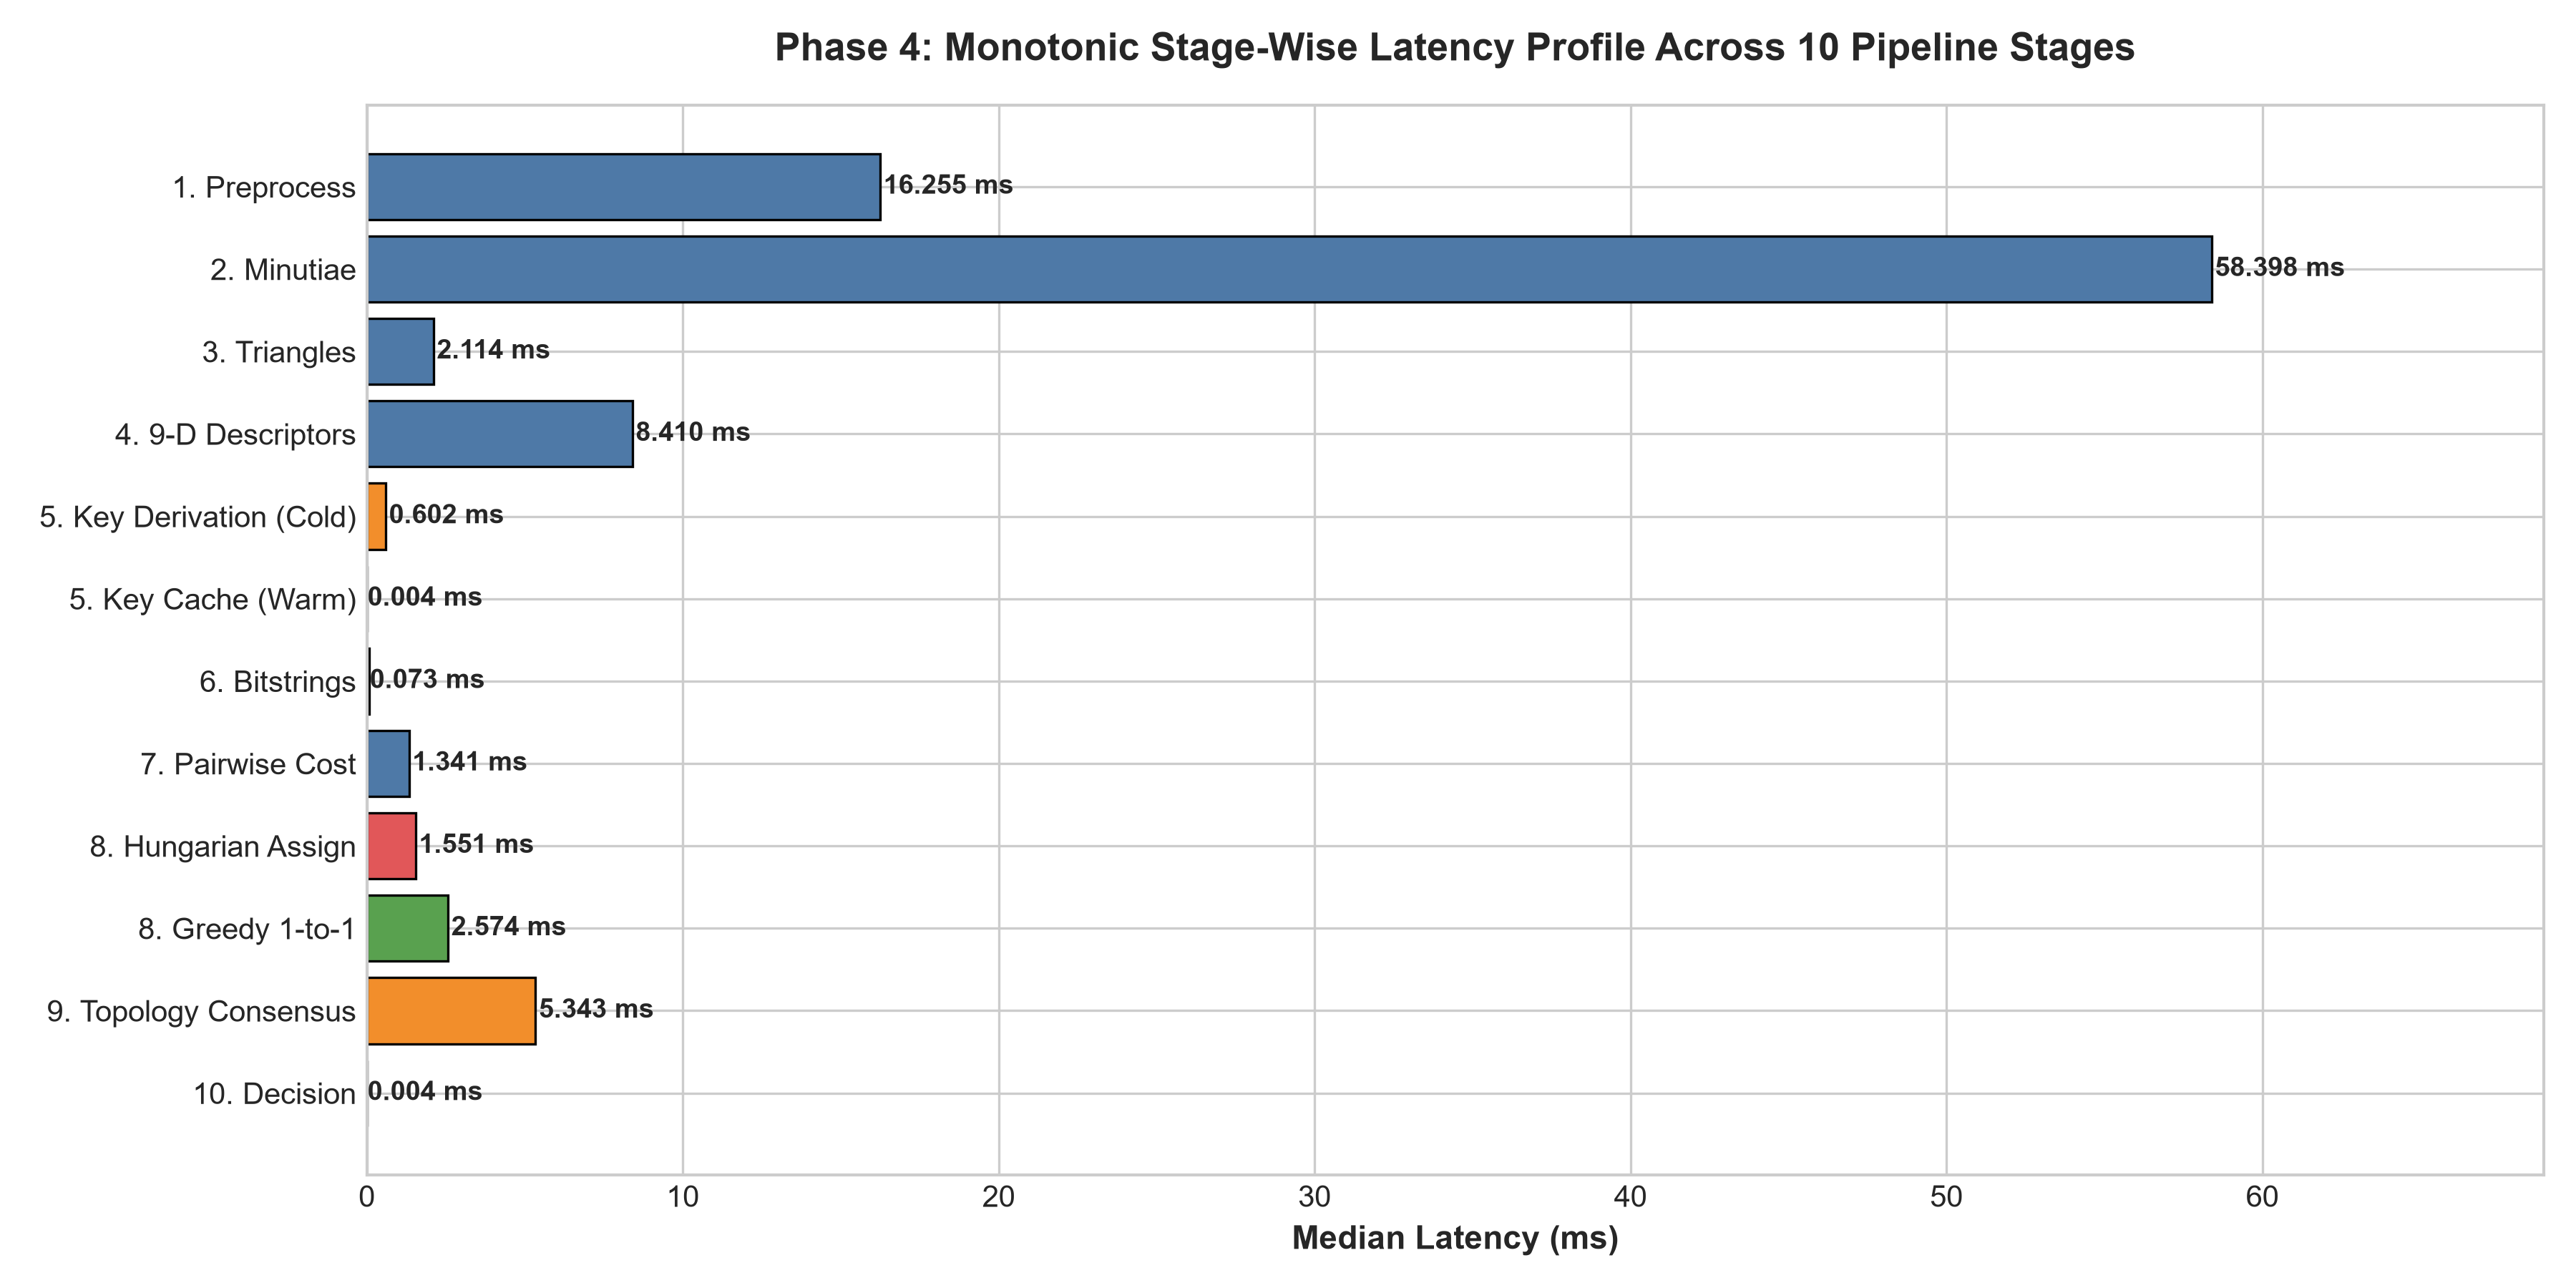 Phase 4: Monotonic Stage-Wise Latency Profile Across 10 Pipeline Stages
1. Preprocess 16.255 ms
2. Minutiae 58.398 ms
3. Triangles 2.114 ms
4. 9-D Descriptors 8.410 ms
5. Key Derivation (Cold) 0.602 ms
5. Key Cache (Warm) 0.004 ms
6. Bitstrings 0.073 ms
7. Pairwise Cost 1.341 ms
8. Hungarian Assign 1.551 ms
8. Greedy 1-to-1 2.574 ms
9. Topology Consensus 5.343 ms
10. Decision 0.004 ms
0 10 20 30 40 50 60
Median Latency (ms)